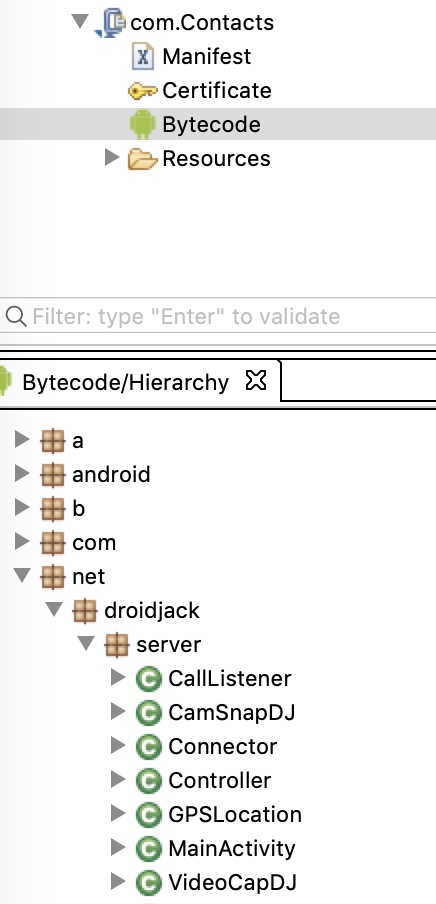 com.Contacts
Manifest
Certificate
Bytecode
Resources
Filter: type "Enter" to validate
Bytecode/Hierarchy
a
android
b
com
net
droidjack
server
CallListener
CamSnapDJ
Connector
Controller
GPSLocation
MainActivity
VideoCapDJ